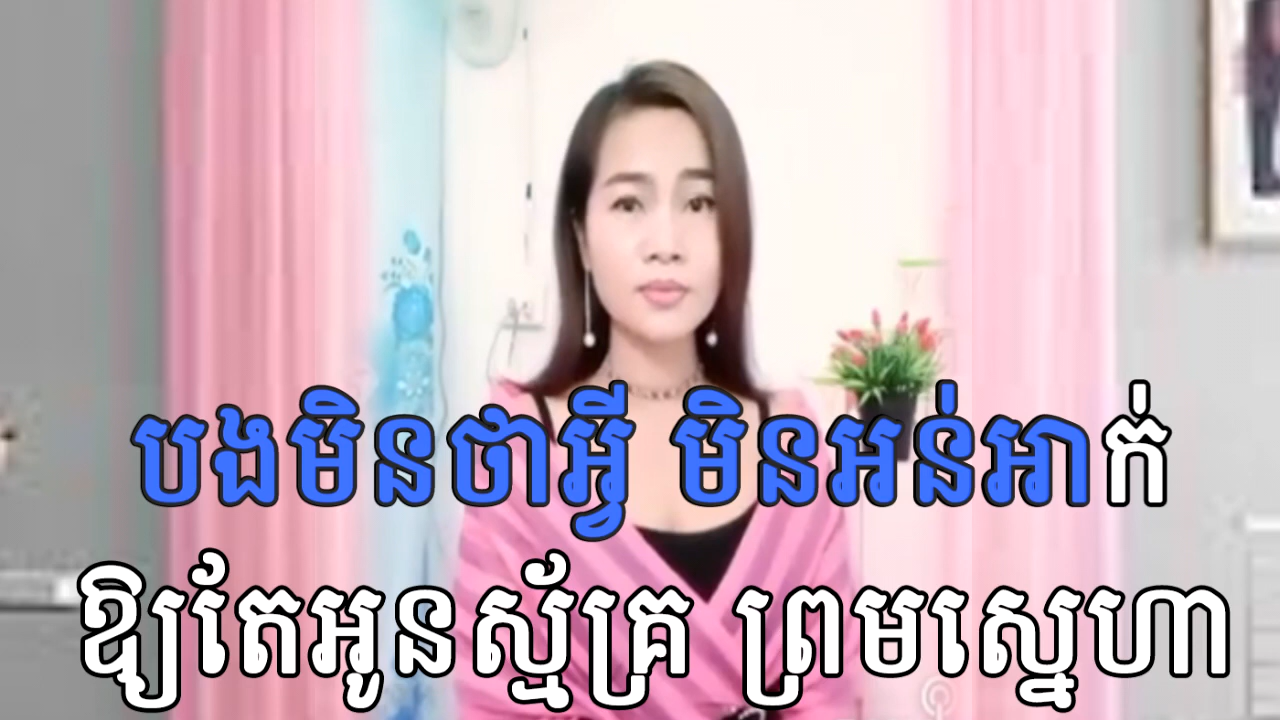 បងមិនថាអ្វី មិនអន់អាក់
ឱ្យតែអូនស្ម័គ្រ ព្រមស្នេហា